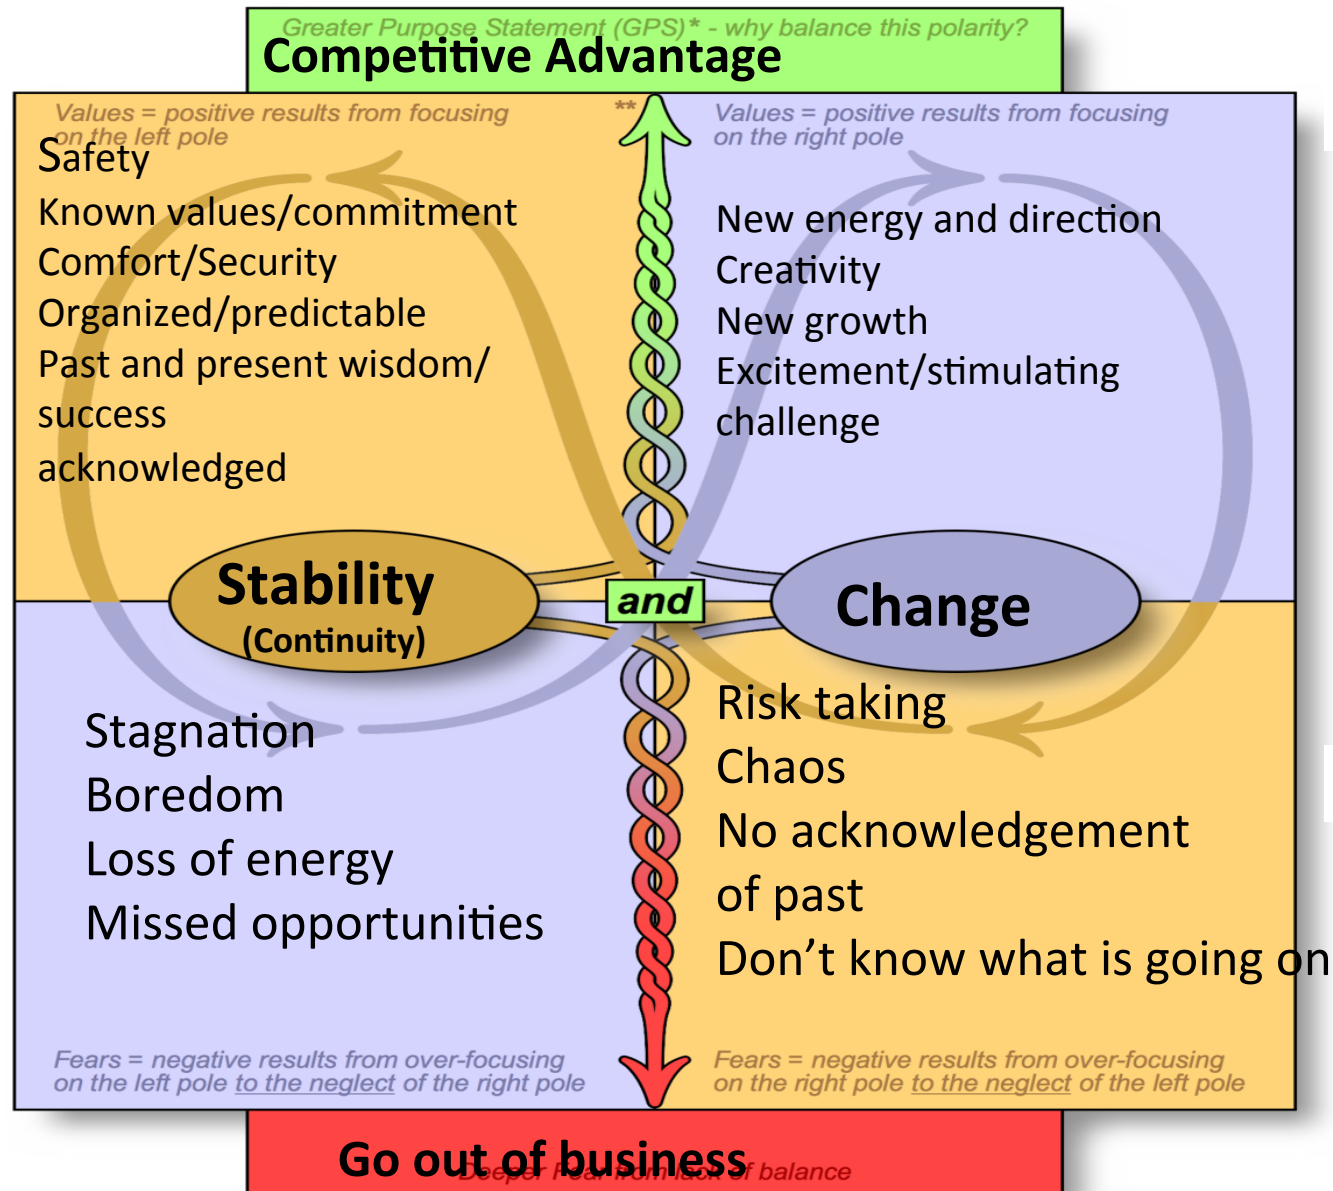 Greater Purpose Statement (GPS)* - why balance this polarity?
Competitive Advantage
Values = positive results from focusing
on the left pole
**
Values = positive results from focusing
on the right pole
Safety
Known values/commitment
Comfort/Security
Organized/predictable
Past and present wisdom/
success
acknowledged
New energy and direction
Creativity
New growth
Excitement/stimulating
challenge
Stability
(Continuity)
and
Change
Stagnation
Boredom
Loss of energy
Missed opportunities
Risk taking
Chaos
No acknowledgement
of past
Don’t know what is going on
Fears = negative results from over-focusing
on the left pole to the neglect of the right pole
Fears = negative results from over-focusing
on the right pole to the neglect of the left pole
Go out of business
Deeper Fear from lack of balance